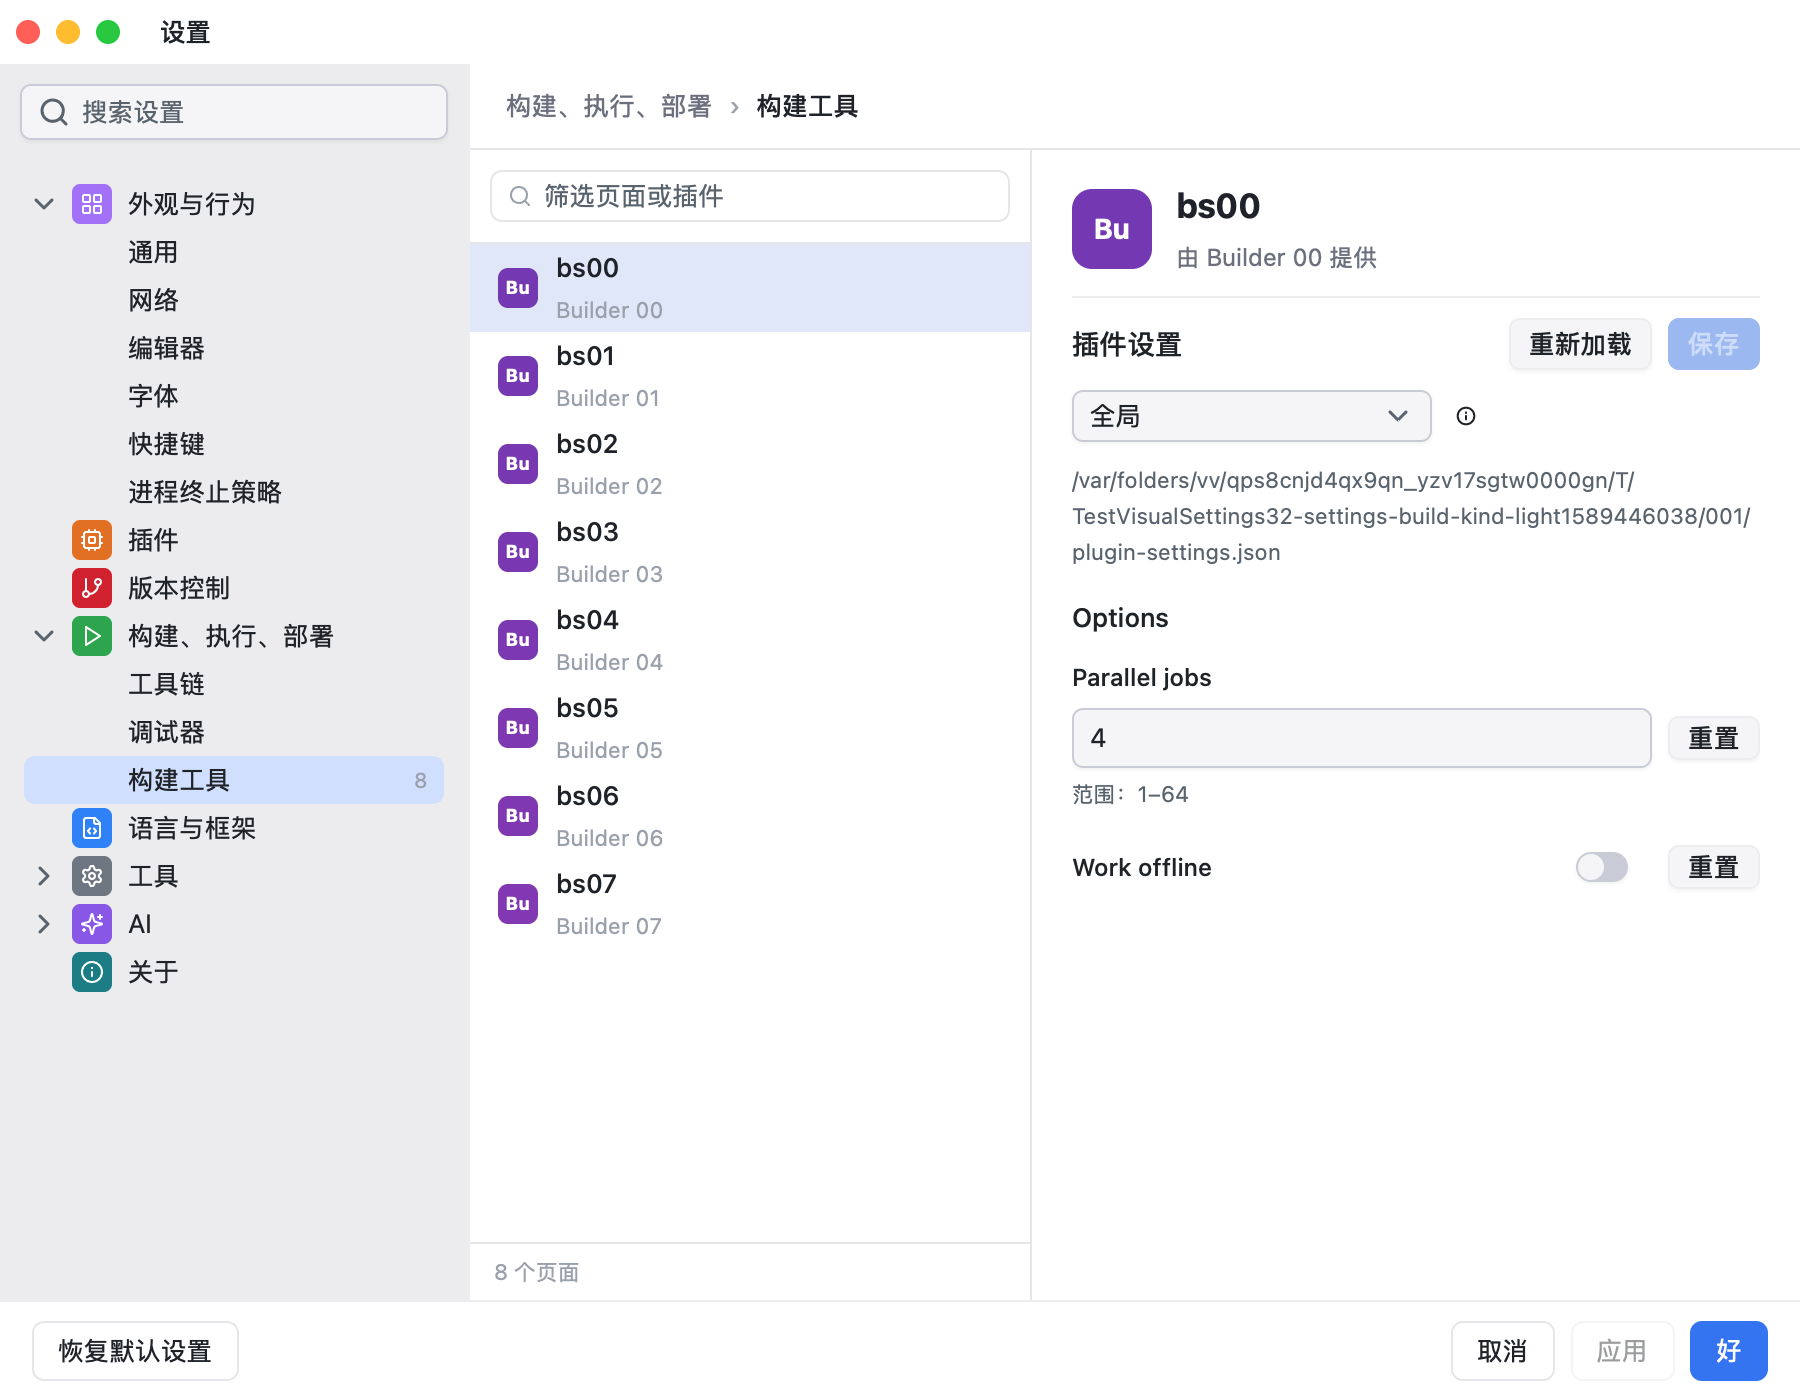 设置
搜索设置
外观与行为
通用
网络
编辑器
字体
快捷键
进程终止策略
插件
版本控制
构建、执行、部署
工具链
调试器
构建工具 8
语言与框架
工具
AI
关于
构建、执行、部署 › 构建工具
筛选页面或插件
Bu bs00
Builder 00
Bu bs01
Builder 01
Bu bs02
Builder 02
Bu bs03
Builder 03
Bu bs04
Builder 04
Bu bs05
Builder 05
Bu bs06
Builder 06
Bu bs07
Builder 07
8 个页面
Bu bs00
由 Builder 00 提供
插件设置 重新加载 保存
全局
/var/folders/vv/qps8cnjd4qx9qn_yzv17sgtw0000gn/T/
TestVisualSettings32-settings-build-kind-light1589446038/001/
plugin-settings.json
Options
Parallel jobs
4 重置
范围：1–64
Work offline 重置
恢复默认设置 取消 应用 好